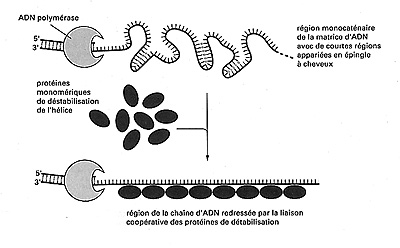 ADN polymérase
5'
3'
région monocaténaire
de la matrice d'ADN
avec de courtes régions
appariées en épingle
à cheveux
protéines
monomériques
de déstabilisation
de l'hélice
5'
3'
région de la chaîne d'ADN redressée par la liaison
coopérative des protéines de détabilisation